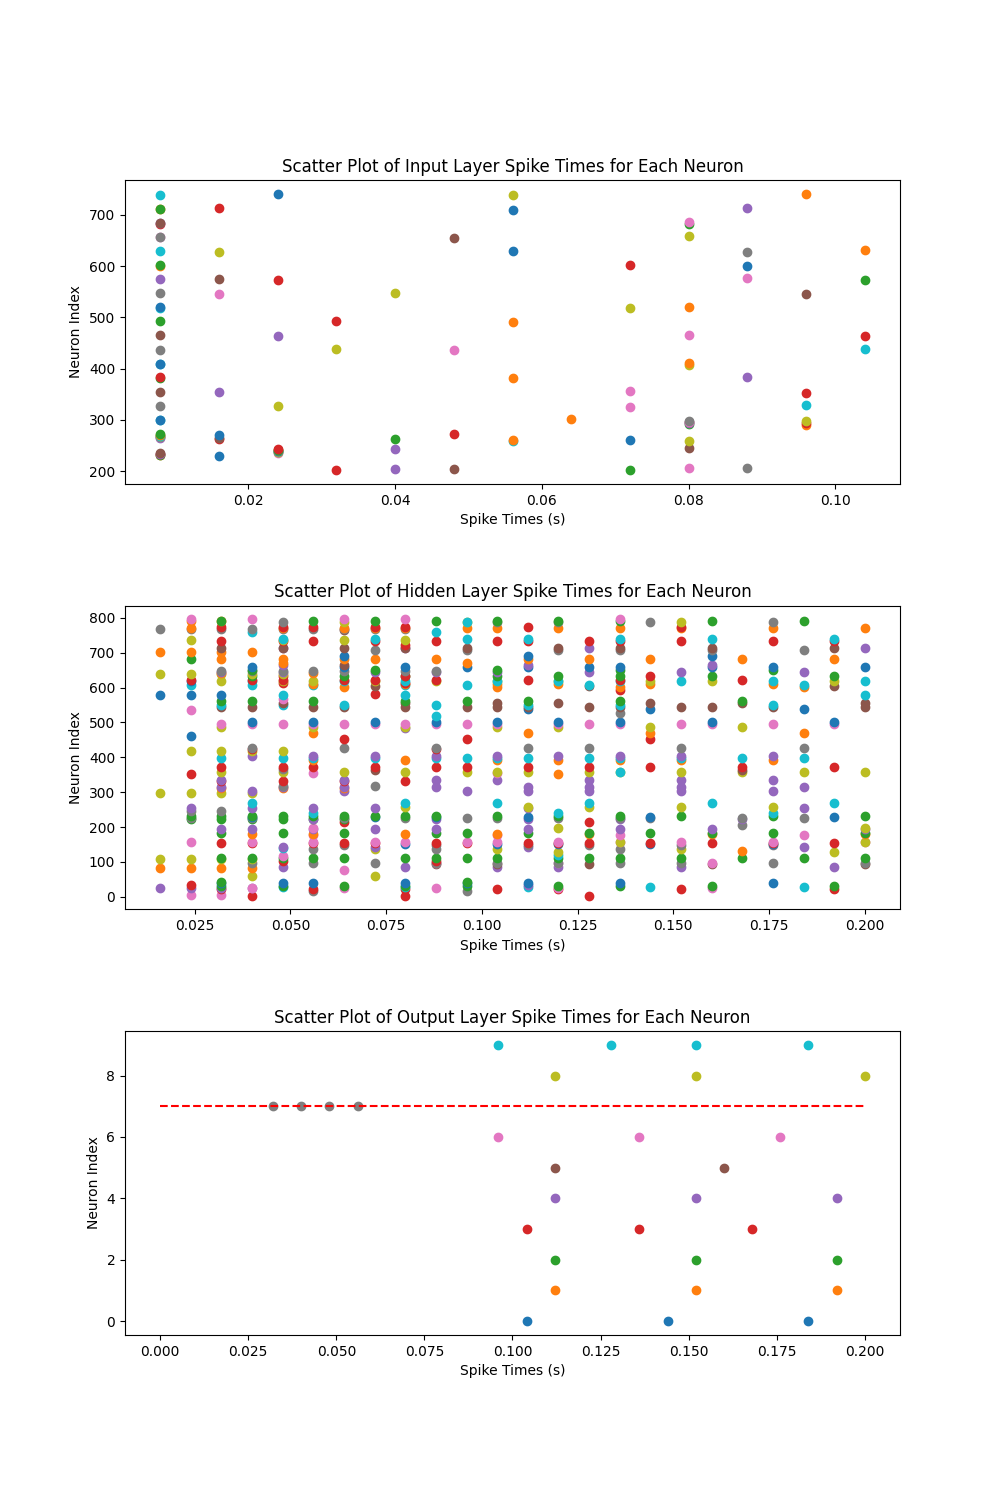 Scatter Plot of Input Layer Spike Times for Each Neuron
700
600
500
400
300
200
Neuron Index
0.02 0.04 0.06 0.08 0.10
Spike Times (s)
Scatter Plot of Hidden Layer Spike Times for Each Neuron
800
700
600
500
400
300
200
100
0
Neuron Index
0.025 0.050 0.075 0.100 0.125 0.150 0.175 0.200
Spike Times (s)
Scatter Plot of Output Layer Spike Times for Each Neuron
8
6
4
2
0
Neuron Index
0.000 0.025 0.050 0.075 0.100 0.125 0.150 0.175 0.200
Spike Times (s)